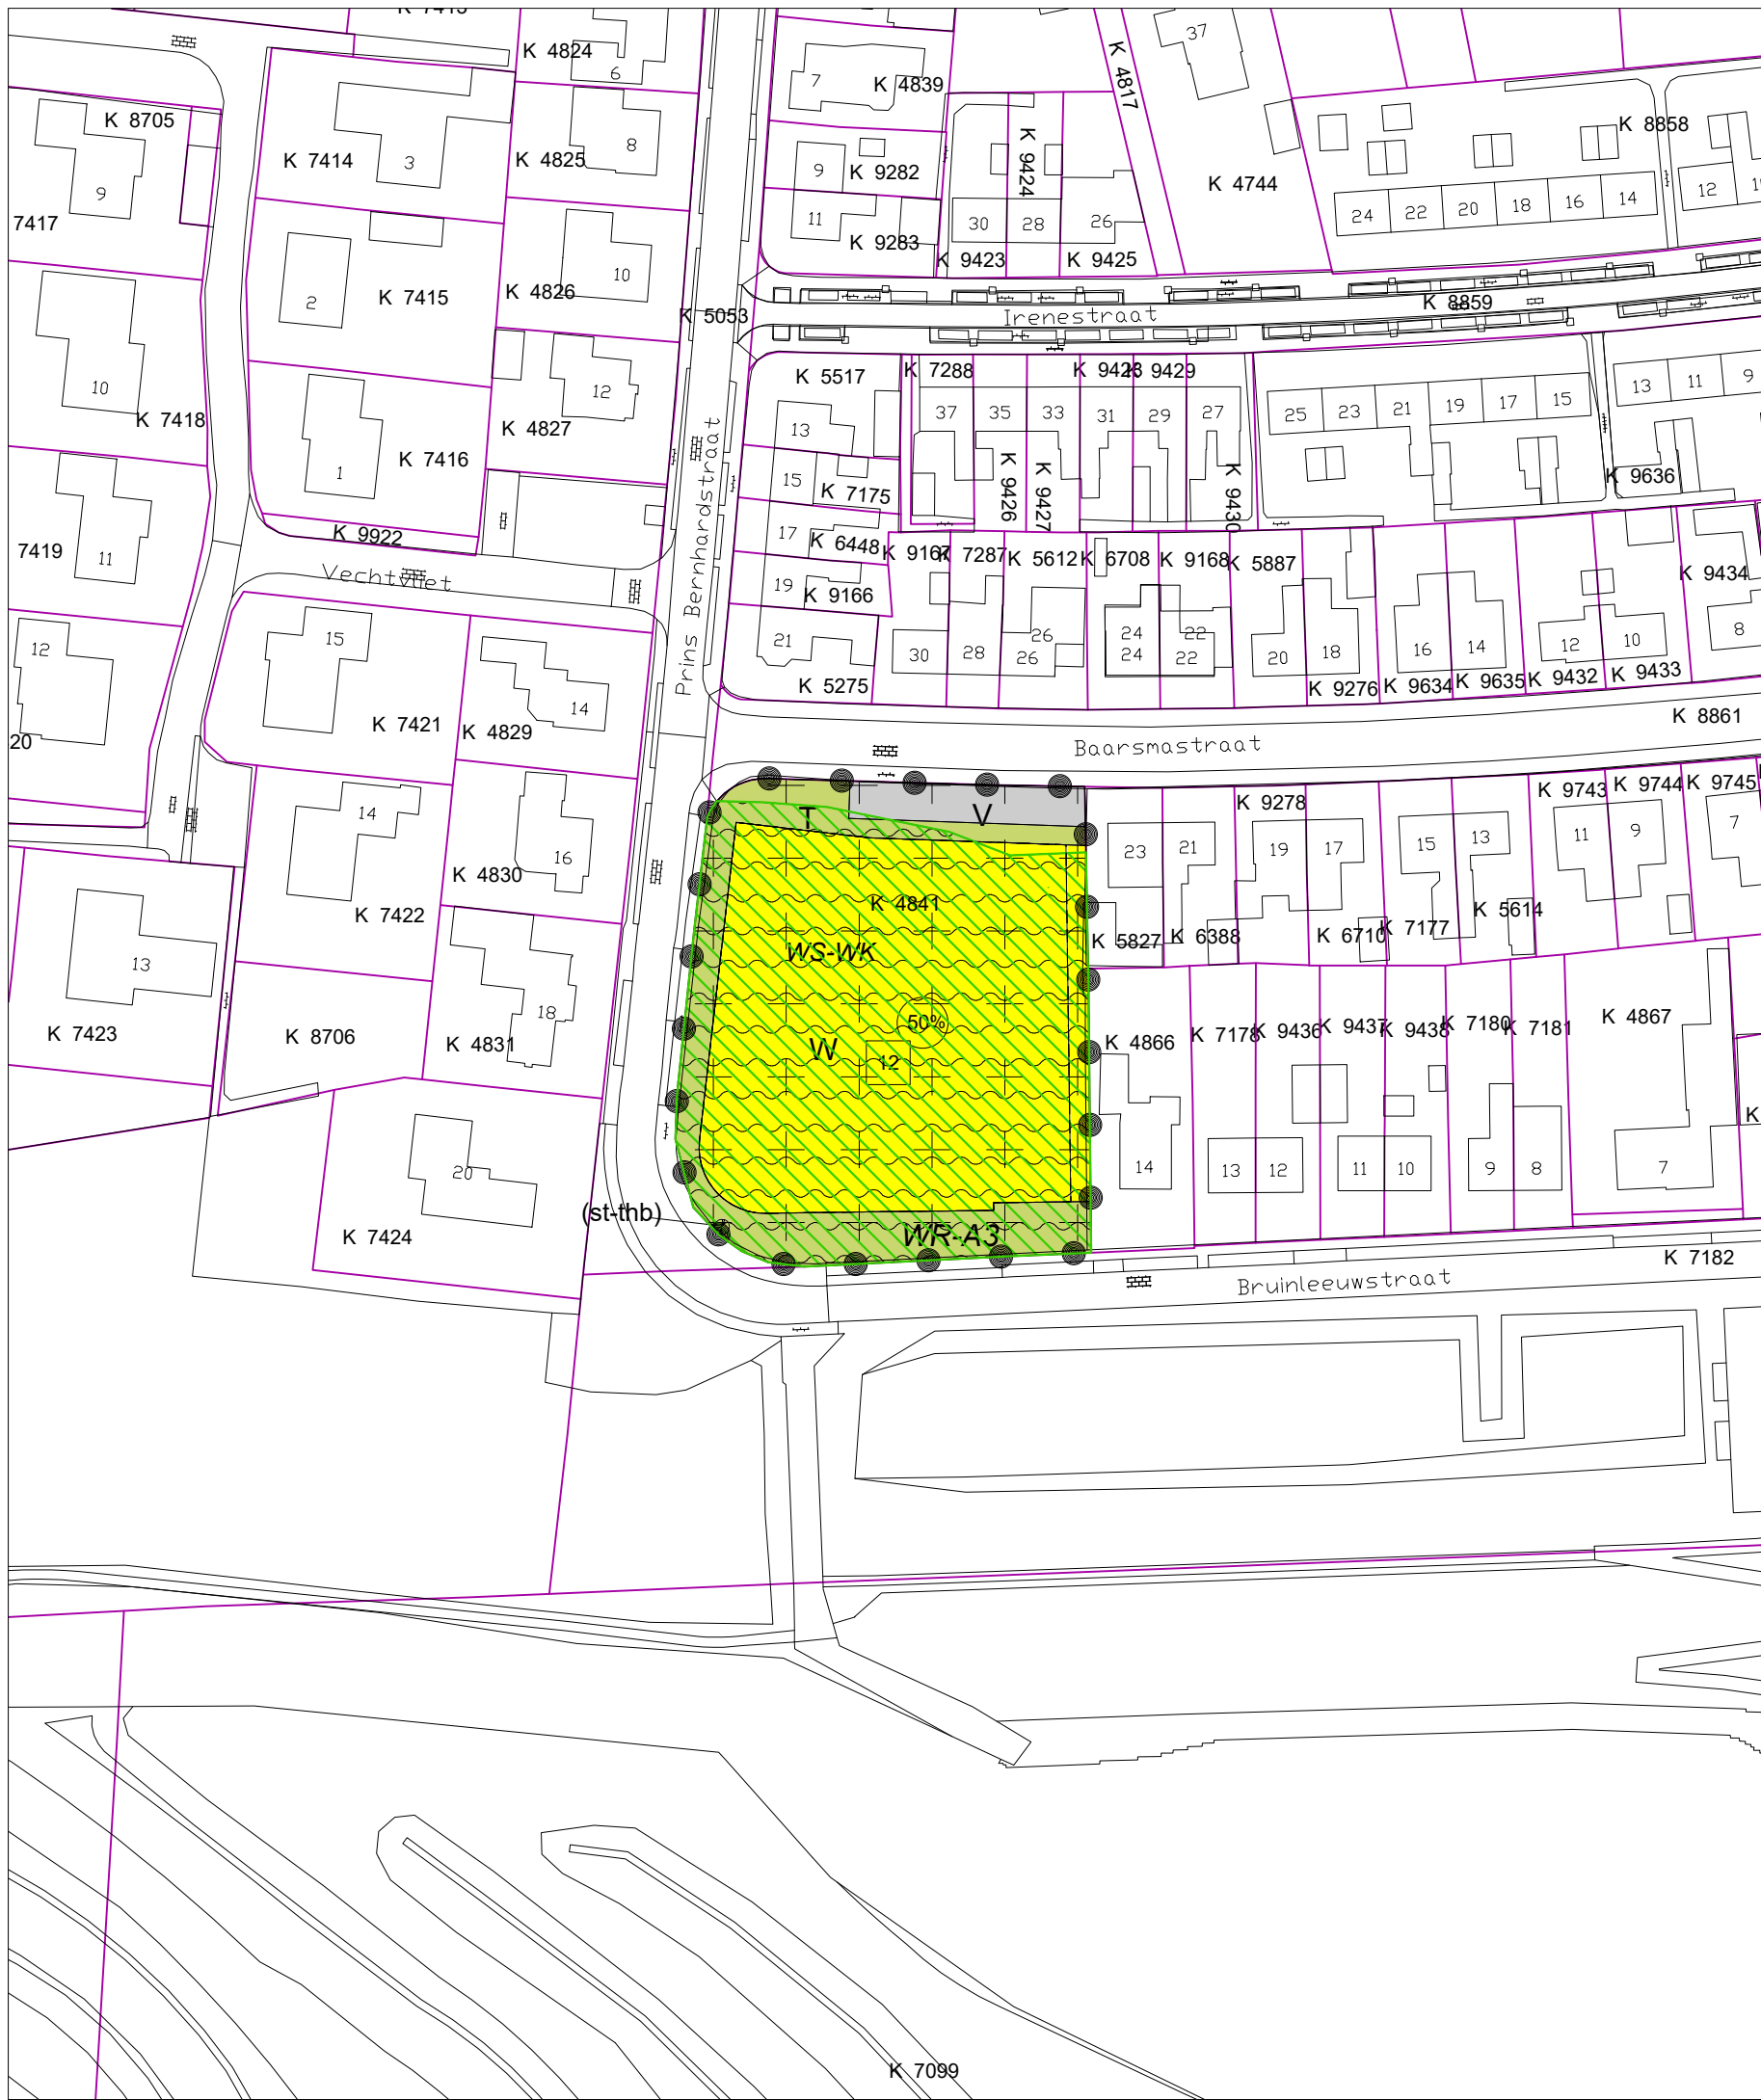 K 7413
K 4824
6
7
K 4839
K 4817
37
K 8705
9
7417
K 7414
3
K 4825
8
9
K 9282
11
K 9283
K 9424
30
28
26
K 9423
K 9425
K 4744
K 8858
24
22
20
18
16
14
12
2
K 7415
10
K 4826
K 5053
Irenestraat
K 8859
10
K 7418
1
K 7416
12
K 4827
K 5517
13
15
K 7175
17
K 6448
19
K 9166
21
K 5275
K 7288
K 9429
37
35
33
31
29
27
K 9426
K 9427
K 9430
25
23
21
19
17
15
13
11
9
K 9636
Prins Bernhardstraat
7419
11
K 9922
Vechtvliet
K 9167
K 7287
K 5612
K 6708
K 9168
K 5887
K 9434
30
28
26
26
24
24
22
22
20
18
16
14
12
10
8
K 9276
K 9634
K 9635
K 9432
K 9433
12
20
15
K 7421
14
K 4829
Baarsmastraat
K 8861
14
K 7422
16
K 4830
T
V
K 4841
WS-WK
50%
W
12
WR-A3
(st-thb)
23
21
K 9278
19
17
15
13
K 9743
K 9744
K 9745
11
9
7
K 5827
K 6388
K 6710
K 7177
K 5614
13
K 7423
K 8706
18
K 4831
20
K 7424
K 4866
K 7178
K 9436
K 9437
K 9438
K 7180
K 7181
K 4867
K
14
13
12
11
10
9
8
7
Bruinleeuwstraat
K 7182
K 7099